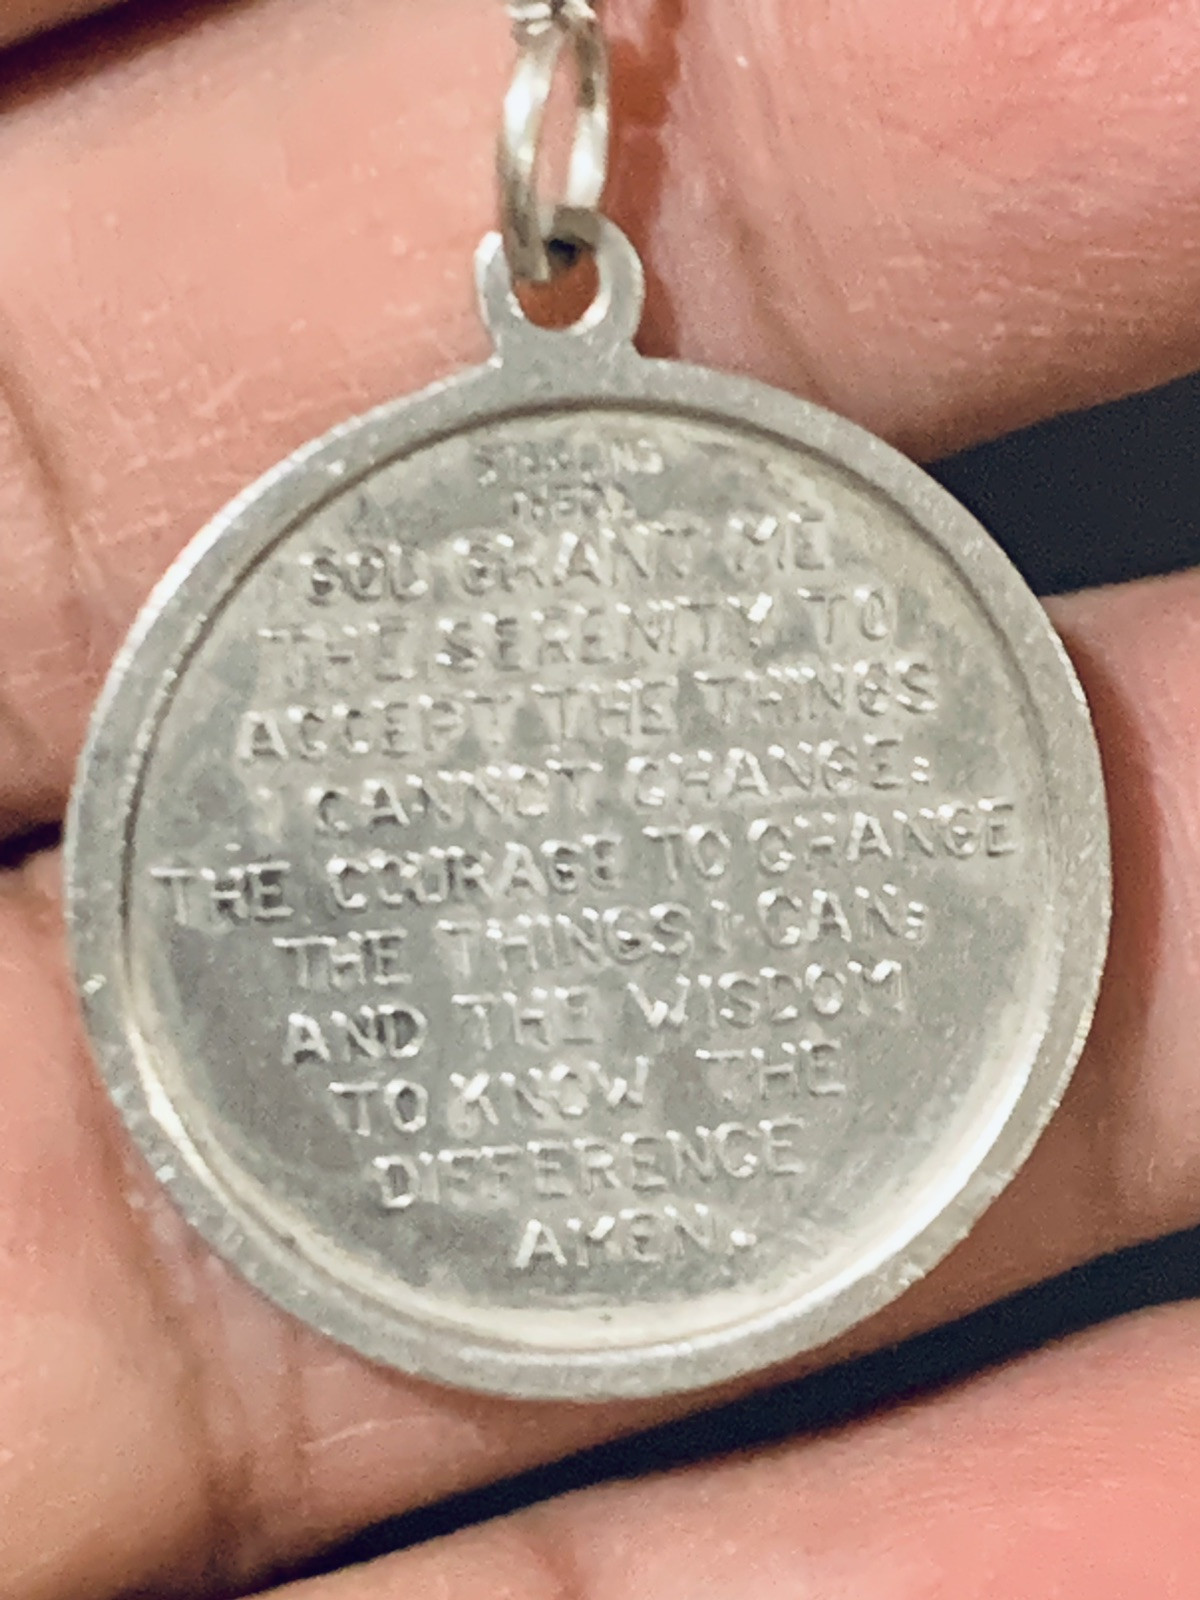 STERLING
GOD GRANT ME
THE SERENITY TO
ACCEPT THE THINGS
I CANNOT CHANGE:
THE COURAGE TO CHANGE
THE THINGS I CAN:
AND THE WISDOM
TO KNOW THE
DIFFERENCE
AMEN.